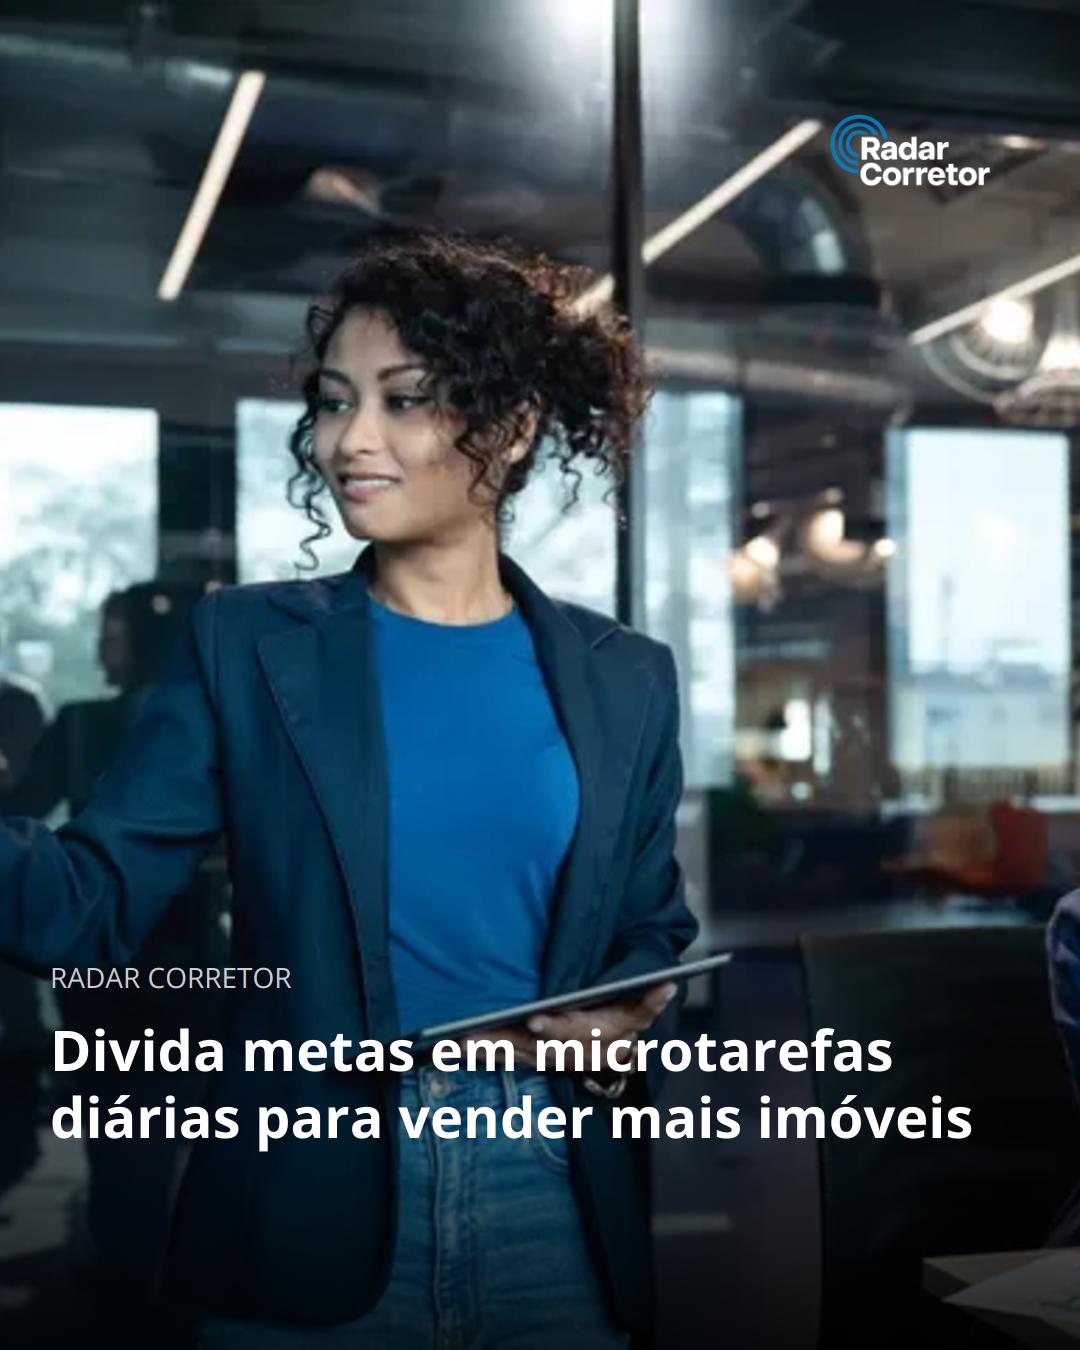 Radar
Corretor
RADAR CORRETOR
Divida metas em microtarefas
diárias para vender mais imóveis